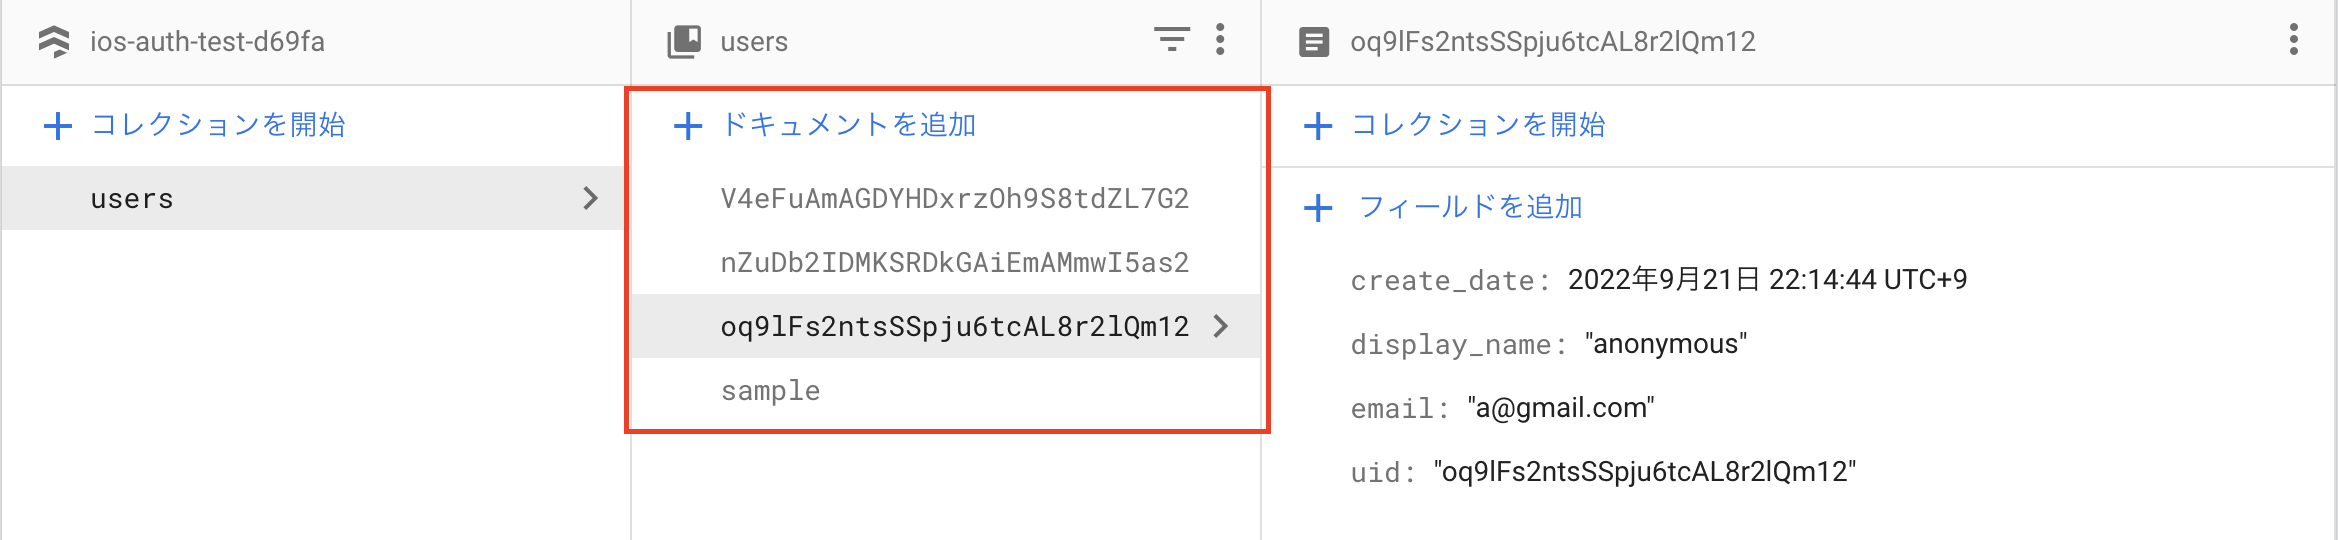 ios-auth-test-d69fa
コレクションを開始
users
users
ドキュメントを追加
V4eFuAmAGDYHDxrzOh9S8tdZL7G2
nZuDb2IDMKSRDkGAiEmAMmwI5as2
oq9lFs2ntsSSpju6tcAL8r2lQm12
sample
oq9lFs2ntsSSpju6tcAL8r2lQm12
コレクションを開始
フィールドを追加
create_date: 2022年9月21日 22:14:44 UTC+9
display_name: "anonymous"
email: "a@gmail.com"
uid: "oq9lFs2ntsSSpju6tcAL8r2lQm12"